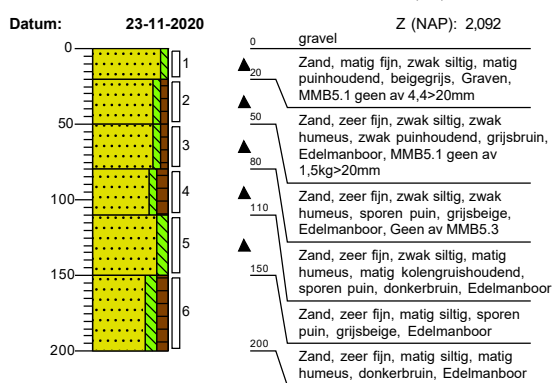 Datum: 23-11-2020 Z (NAP): 2,092
0
50
100
150
200
1
2
3
4
5
6
0 gravel
20 Zand, matig fijn, zwak siltig, matig
puinhoudend, beigegrijs, Graven,
MMB5.1 geen av 4,4>20mm
50 Zand, zeer fijn, zwak siltig, zwak
humeus, zwak puinhoudend, grijsbruin,
Edelmanboor, MMB5.1 geen av
1,5kg>20mm
80 Zand, zeer fijn, zwak siltig, zwak
humeus, sporen puin, grijsbeige,
Edelmanboor, Geen av MMB5.3
110 Zand, zeer fijn, zwak siltig, matig
humeus, matig kolengruishoudend,
sporen puin, donkerbruin, Edelmanboor
150 Zand, zeer fijn, matig siltig, sporen
puin, grijsbeige, Edelmanboor
200 Zand, zeer fijn, matig siltig, matig
humeus, donkerbruin, Edelmanboor